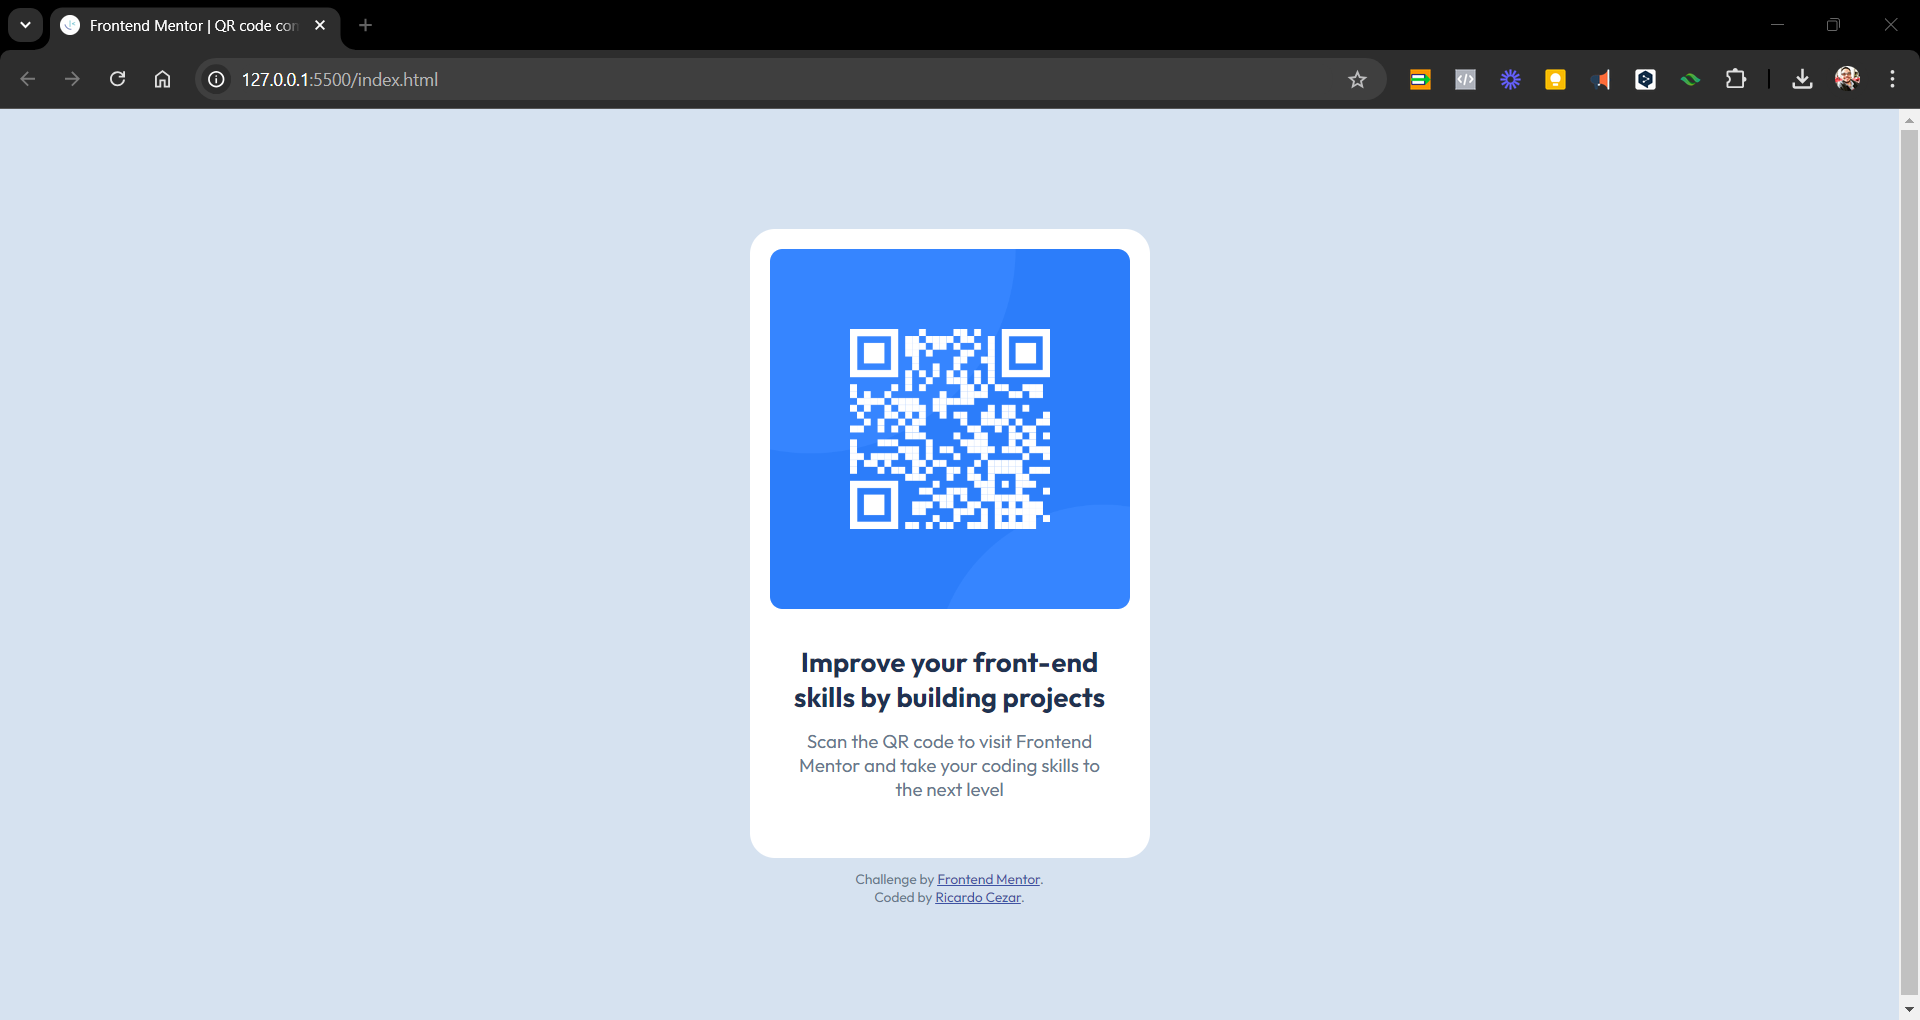 Frontend Mentor | QR code con
127.0.0.1:5500/index.html
Improve your front-end
skills by building projects
Scan the QR code to visit Frontend
Mentor and take your coding skills to
the next level
Challenge by Frontend Mentor.
Coded by Ricardo Cezar.